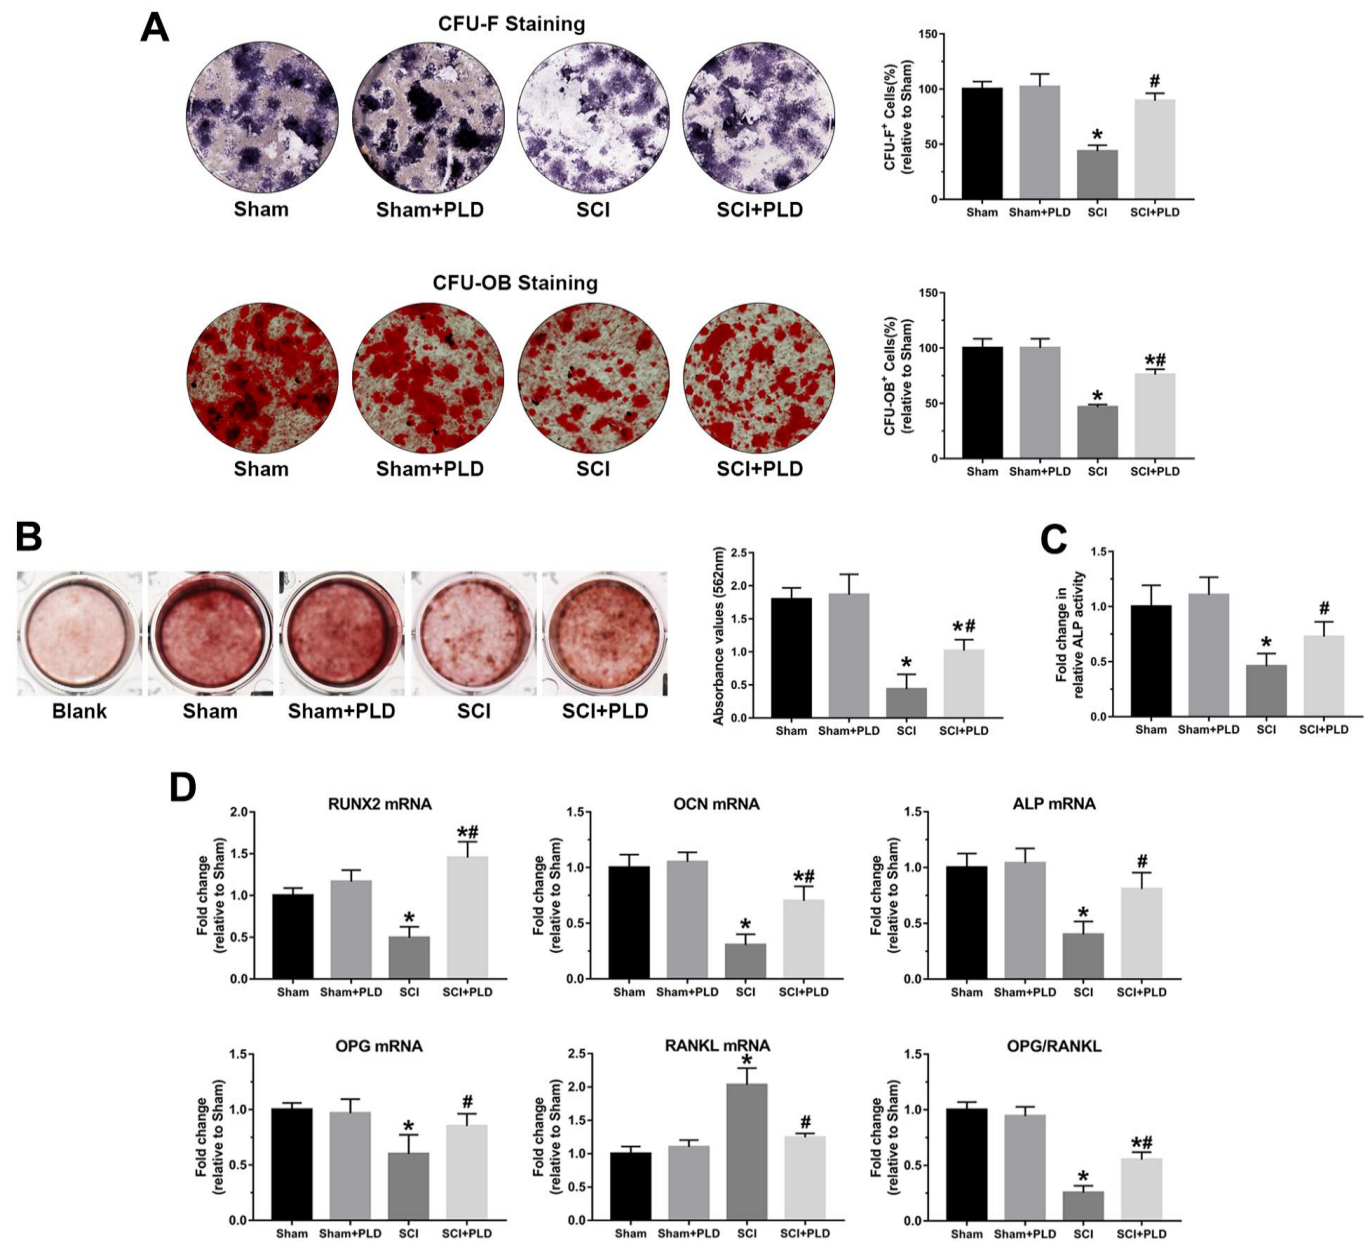 A
CFU-F Staining
Sham
Sham+PLD
SCI
SCI+PLD
CFU-F+ Cells(%)
(relative to Sham)
150
100
50
0
*
#
Sham
Sham+PLD
SCI
SCI+PLD
CFU-OB Staining
Sham
Sham+PLD
SCI
SCI+PLD
CFU-OB+ Cells(%)
(relative to Sham)
150
100
50
0
*
*#
Sham
Sham+PLD
SCI
SCI+PLD
B
Blank
Sham
Sham+PLD
SCI
SCI+PLD
Absorbance values (562nm)
2.5
2.0
1.5
1.0
0.5
0.0
*
*#
Sham
Sham+PLD
SCI
SCI+PLD
C
Fold change in
relative ALP activity
1.5
1.0
0.5
0.0
*
#
Sham
Sham+PLD
SCI
SCI+PLD
D
RUNX2 mRNA
Fold change
(relative to Sham)
2.0
1.5
1.0
0.5
0.0
*
*#
Sham
Sham+PLD
SCI
SCI+PLD
OCN mRNA
Fold change
(relative to Sham)
1.5
1.0
0.5
0.0
*
*#
Sham
Sham+PLD
SCI
SCI+PLD
ALP mRNA
Fold change
(relative to Sham)
1.5
1.0
0.5
0.0
*
#
Sham
Sham+PLD
SCI
SCI+PLD
OPG mRNA
Fold change
(relative to Sham)
1.5
1.0
0.5
0.0
*
#
Sham
Sham+PLD
SCI
SCI+PLD
RANKL mRNA
Fold change
(relative to Sham)
2.5
2.0
1.5
1.0
0.5
0.0
*
#
Sham
Sham+PLD
SCI
SCI+PLD
OPG/RANKL
Fold change
(relative to Sham)
1.5
1.0
0.5
0.0
*
*#
Sham
Sham+PLD
SCI
SCI+PLD